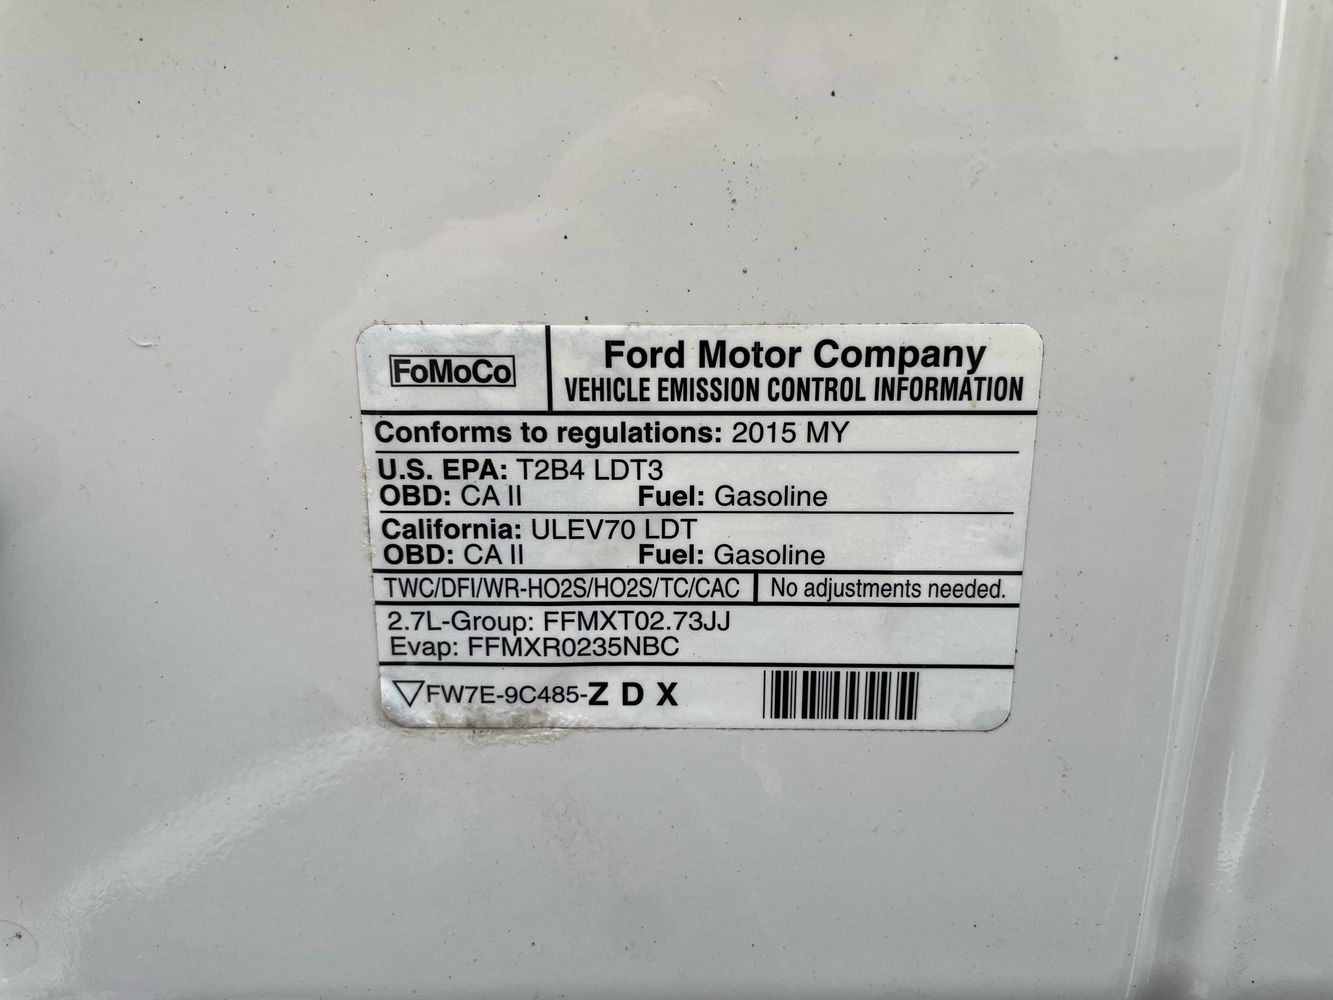 FoMoCo
Ford Motor Company
VEHICLE EMISSION CONTROL INFORMATION
Conforms to regulations: 2015 MY
U.S. EPA: T2B4 LDT3
OBD: CA II Fuel: Gasoline
California: ULEV70 LDT
OBD: CA II Fuel: Gasoline
TWC/DFI/WR-HO2S/HO2S/TC/CAC No adjustments needed.
2.7L-Group: FFMXT02.73JJ
Evap: FFMXR0235NBC
▽FW7E-9C485-Z D X